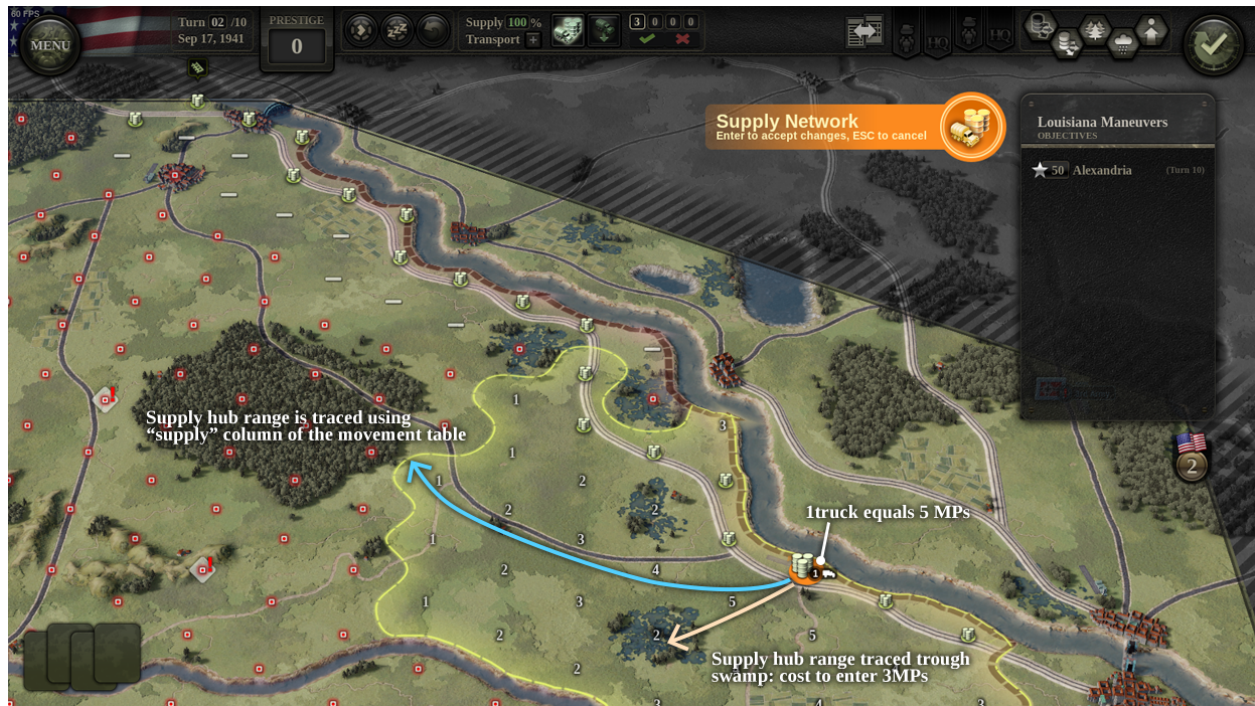 60 FPS
MENU
Turn 02 /10
Sep 17, 1941
PRESTIGE
0
Supply 100 %
Transport +
3 0 0 0
HQ
HQ
Supply Network
Enter to accept changes, ESC to cancel
Louisiana Maneuvers
OBJECTIVES
50 Alexandria (Turn 10)
2
Supply hub range is traced using
“supply” column of the movement table
1truck equals 5 MPs
1
Supply hub range traced trough
swamp: cost to enter 3MPs
1
3
1
2
1
2
2
1
3
2
4
1
3
5
2
2
5
2
3
4
3